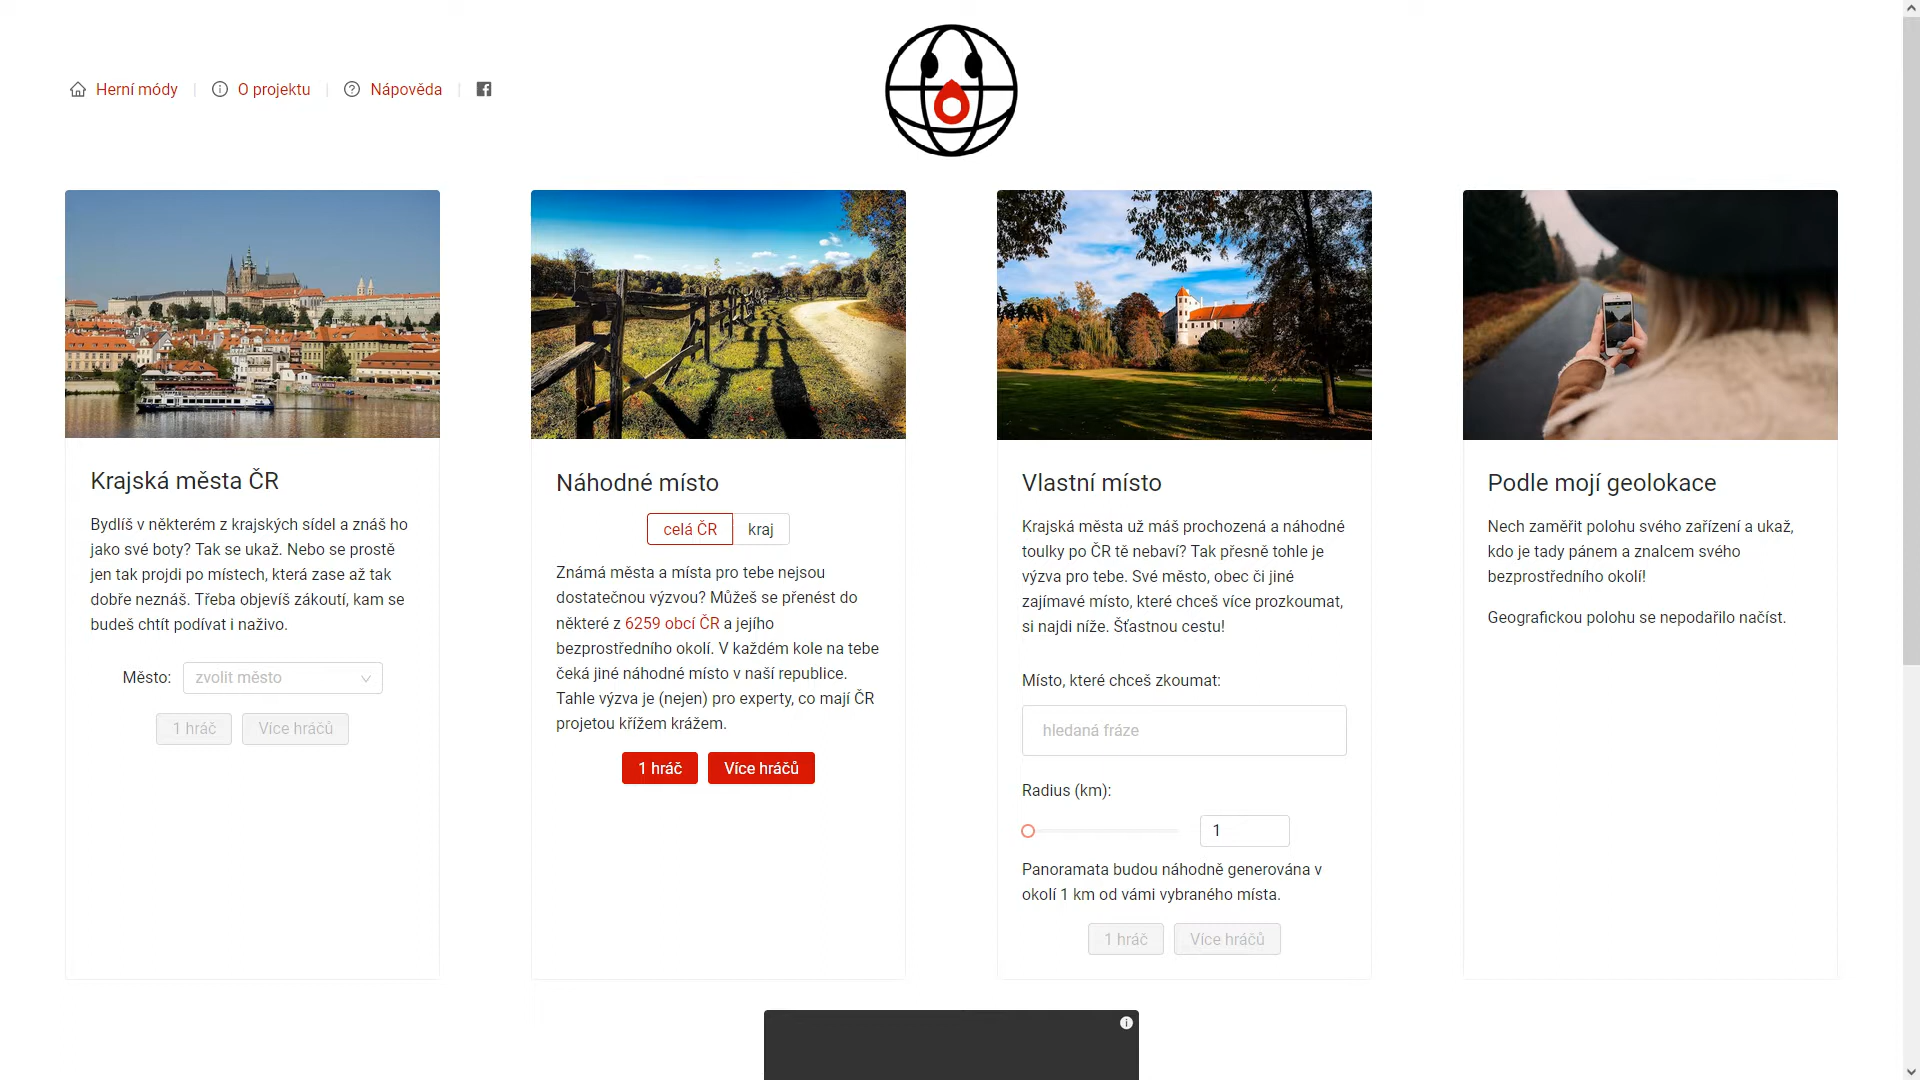 Herní módy
O projektu
Nápověda
Krajská města ČR
Bydlíš v některém z krajských sídel a znáš ho
jako své boty? Tak se ukaž. Nebo se prostě
jen tak projdi po místech, která zase až tak
dobře neznáš. Třeba objevíš zákoutí, kam se
budeš chtít podívat i naživo.
Město:
zvolit město
1 hráč
Více hráčů
Náhodné místo
celá ČR
kraj
Známá města a místa pro tebe nejsou
dostatečnou výzvou? Můžeš se přenést do
některé z 6259 obcí ČR a jejího
bezprostředního okolí. V každém kole na tebe
čeká jiné náhodné místo v naší republice.
Tahle výzva je (nejen) pro experty, co mají ČR
projetou křížem krážem.
1 hráč
Více hráčů
Vlastní místo
Krajská města už máš prochozená a náhodné
toulky po ČR tě nebaví? Tak přesně tohle je
výzva pro tebe. Své město, obec či jiné
zajímavé místo, které chceš více prozkoumat,
si najdi níže. Šťastnou cestu!
Místo, které chceš zkoumat:
hledaná fráze
Radius (km):
1
Panoramata budou náhodně generována v
okolí 1 km od vámi vybraného místa.
1 hráč
Více hráčů
Podle mojí geolokace
Nech zaměřit polohu svého zařízení a ukaž,
kdo je tady pánem a znalcem svého
bezprostředního okolí!
Geografickou polohu se nepodařilo načíst.